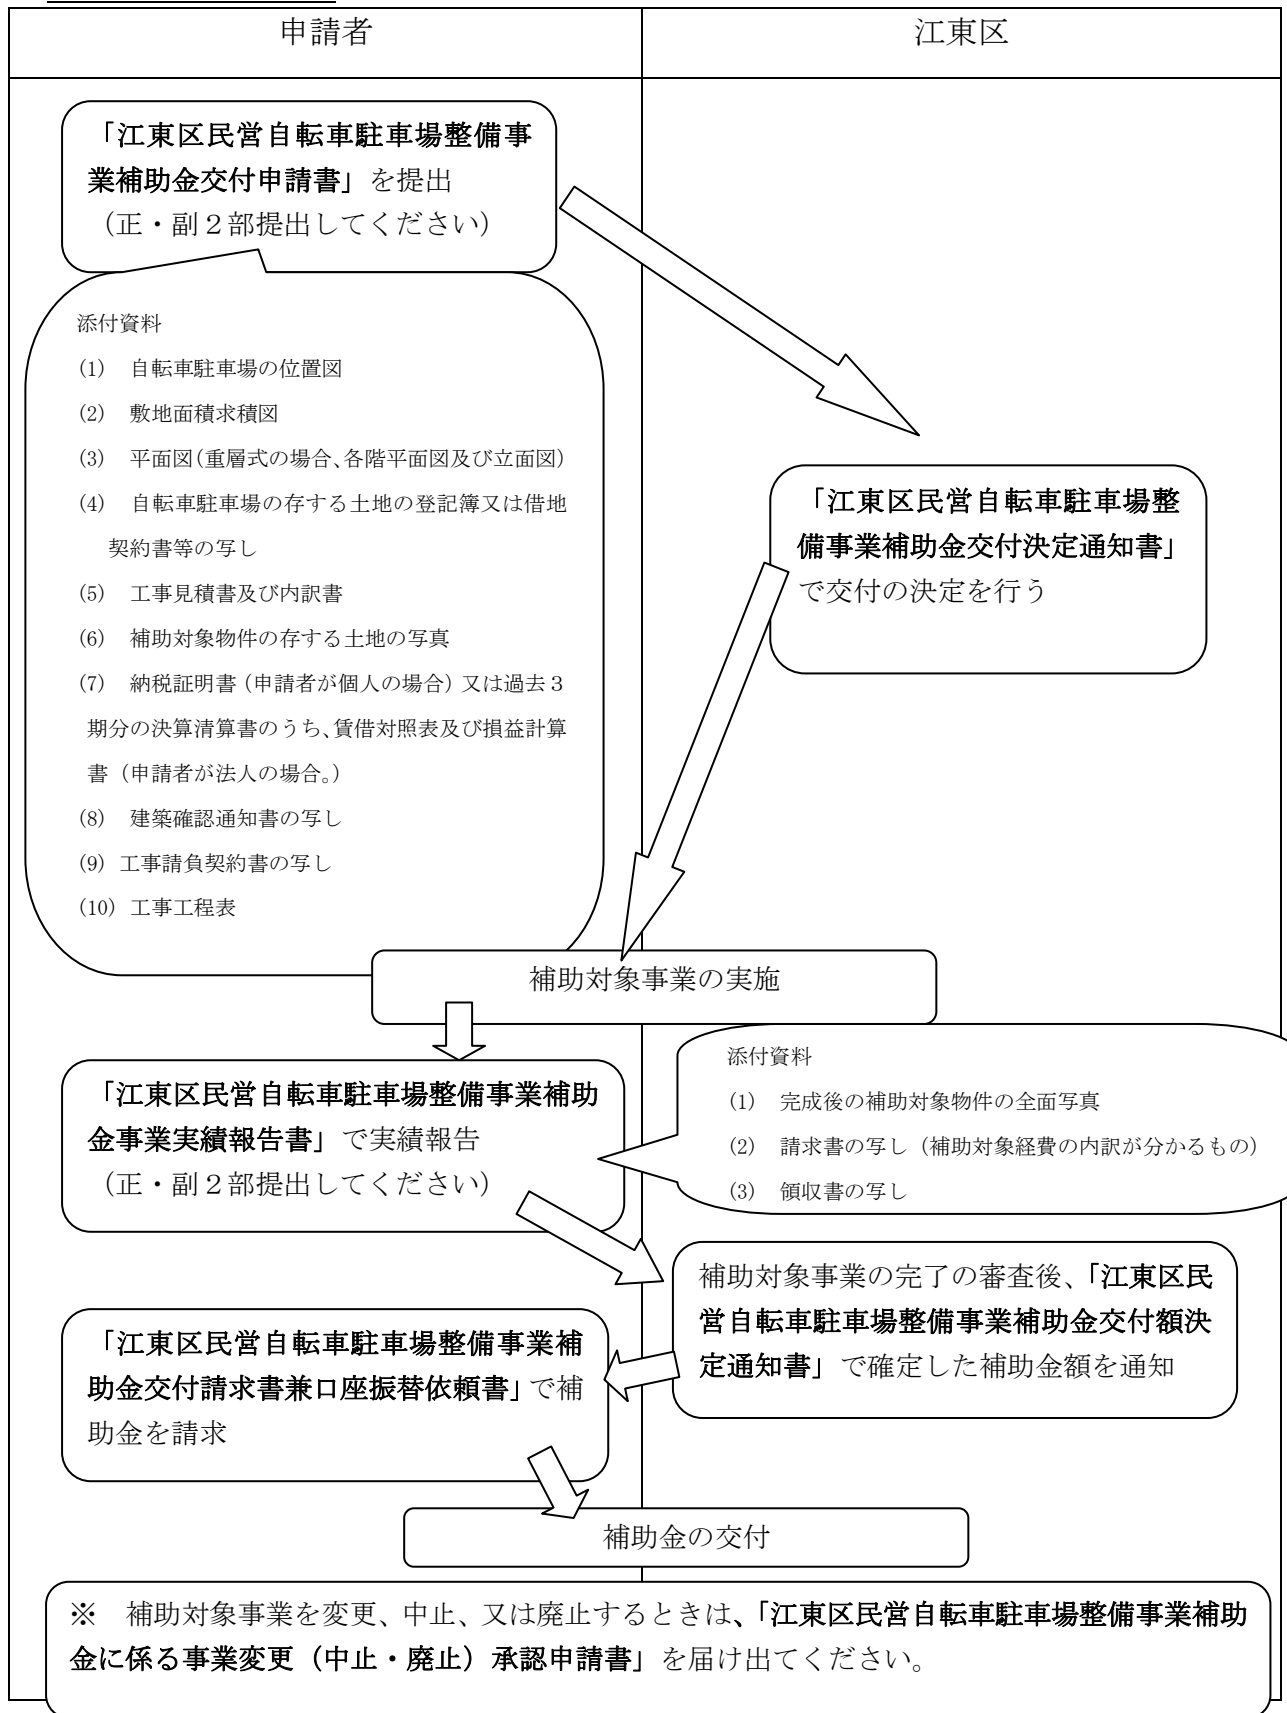 申請者
江東区
「江東区民営自転車駐車場整備事
業補助金交付申請書」を提出
（正・副２部提出してください）
添付資料
(1)　自転車駐車場の位置図
(2)　敷地面積求積図
(3)　平面図（重層式の場合、各階平面図及び立面図）
(4)　自転車駐車場の存する土地の登記簿又は借地
契約書等の写し
(5)　工事見積書及び内訳書
(6)　補助対象物件の存する土地の写真
(7)　納税証明書（申請者が個人の場合）又は過去３
期分の決算清算書のうち、賃借対照表及び損益計算
書（申請者が法人の場合。）
(8)　建築確認通知書の写し
(9) 工事請負契約書の写し
(10) 工事工程表
「江東区民営自転車駐車場整
備事業補助金交付決定通知書」
で交付の決定を行う
補助対象事業の実施
「江東区民営自転車駐車場整備事業補助
金事業実績報告書」で実績報告
（正・副２部提出してください）
添付資料
(1)　完成後の補助対象物件の全面写真
(2)　請求書の写し（補助対象経費の内訳が分かるもの）
(3)　領収書の写し
補助対象事業の完了の審査後、「江東区民
営自転車駐車場整備事業補助金交付額決
定通知書」で確定した補助金額を通知
「江東区民営自転車駐車場整備事業補
助金交付請求書兼口座振替依頼書」で補
助金を請求
補助金の交付
※　補助対象事業を変更、中止、又は廃止するときは、「江東区民営自転車駐車場整備事業補助
金に係る事業変更（中止・廃止）承認申請書」を届け出てください。